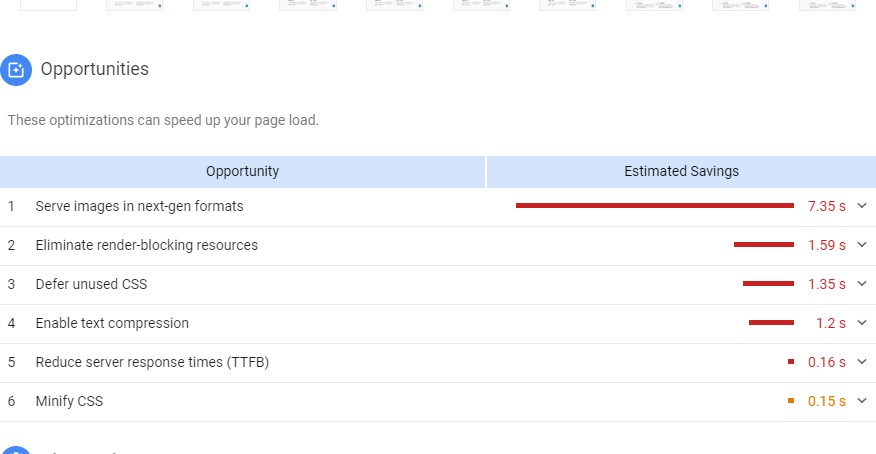 Opportunities
These optimizations can speed up your page load.
Opportunity Estimated Savings
1 Serve images in next-gen formats 7.35 s
2 Eliminate render-blocking resources 1.59 s
3 Defer unused CSS 1.35 s
4 Enable text compression 1.2 s
5 Reduce server response times (TTFB) 0.16 s
6 Minify CSS 0.15 s